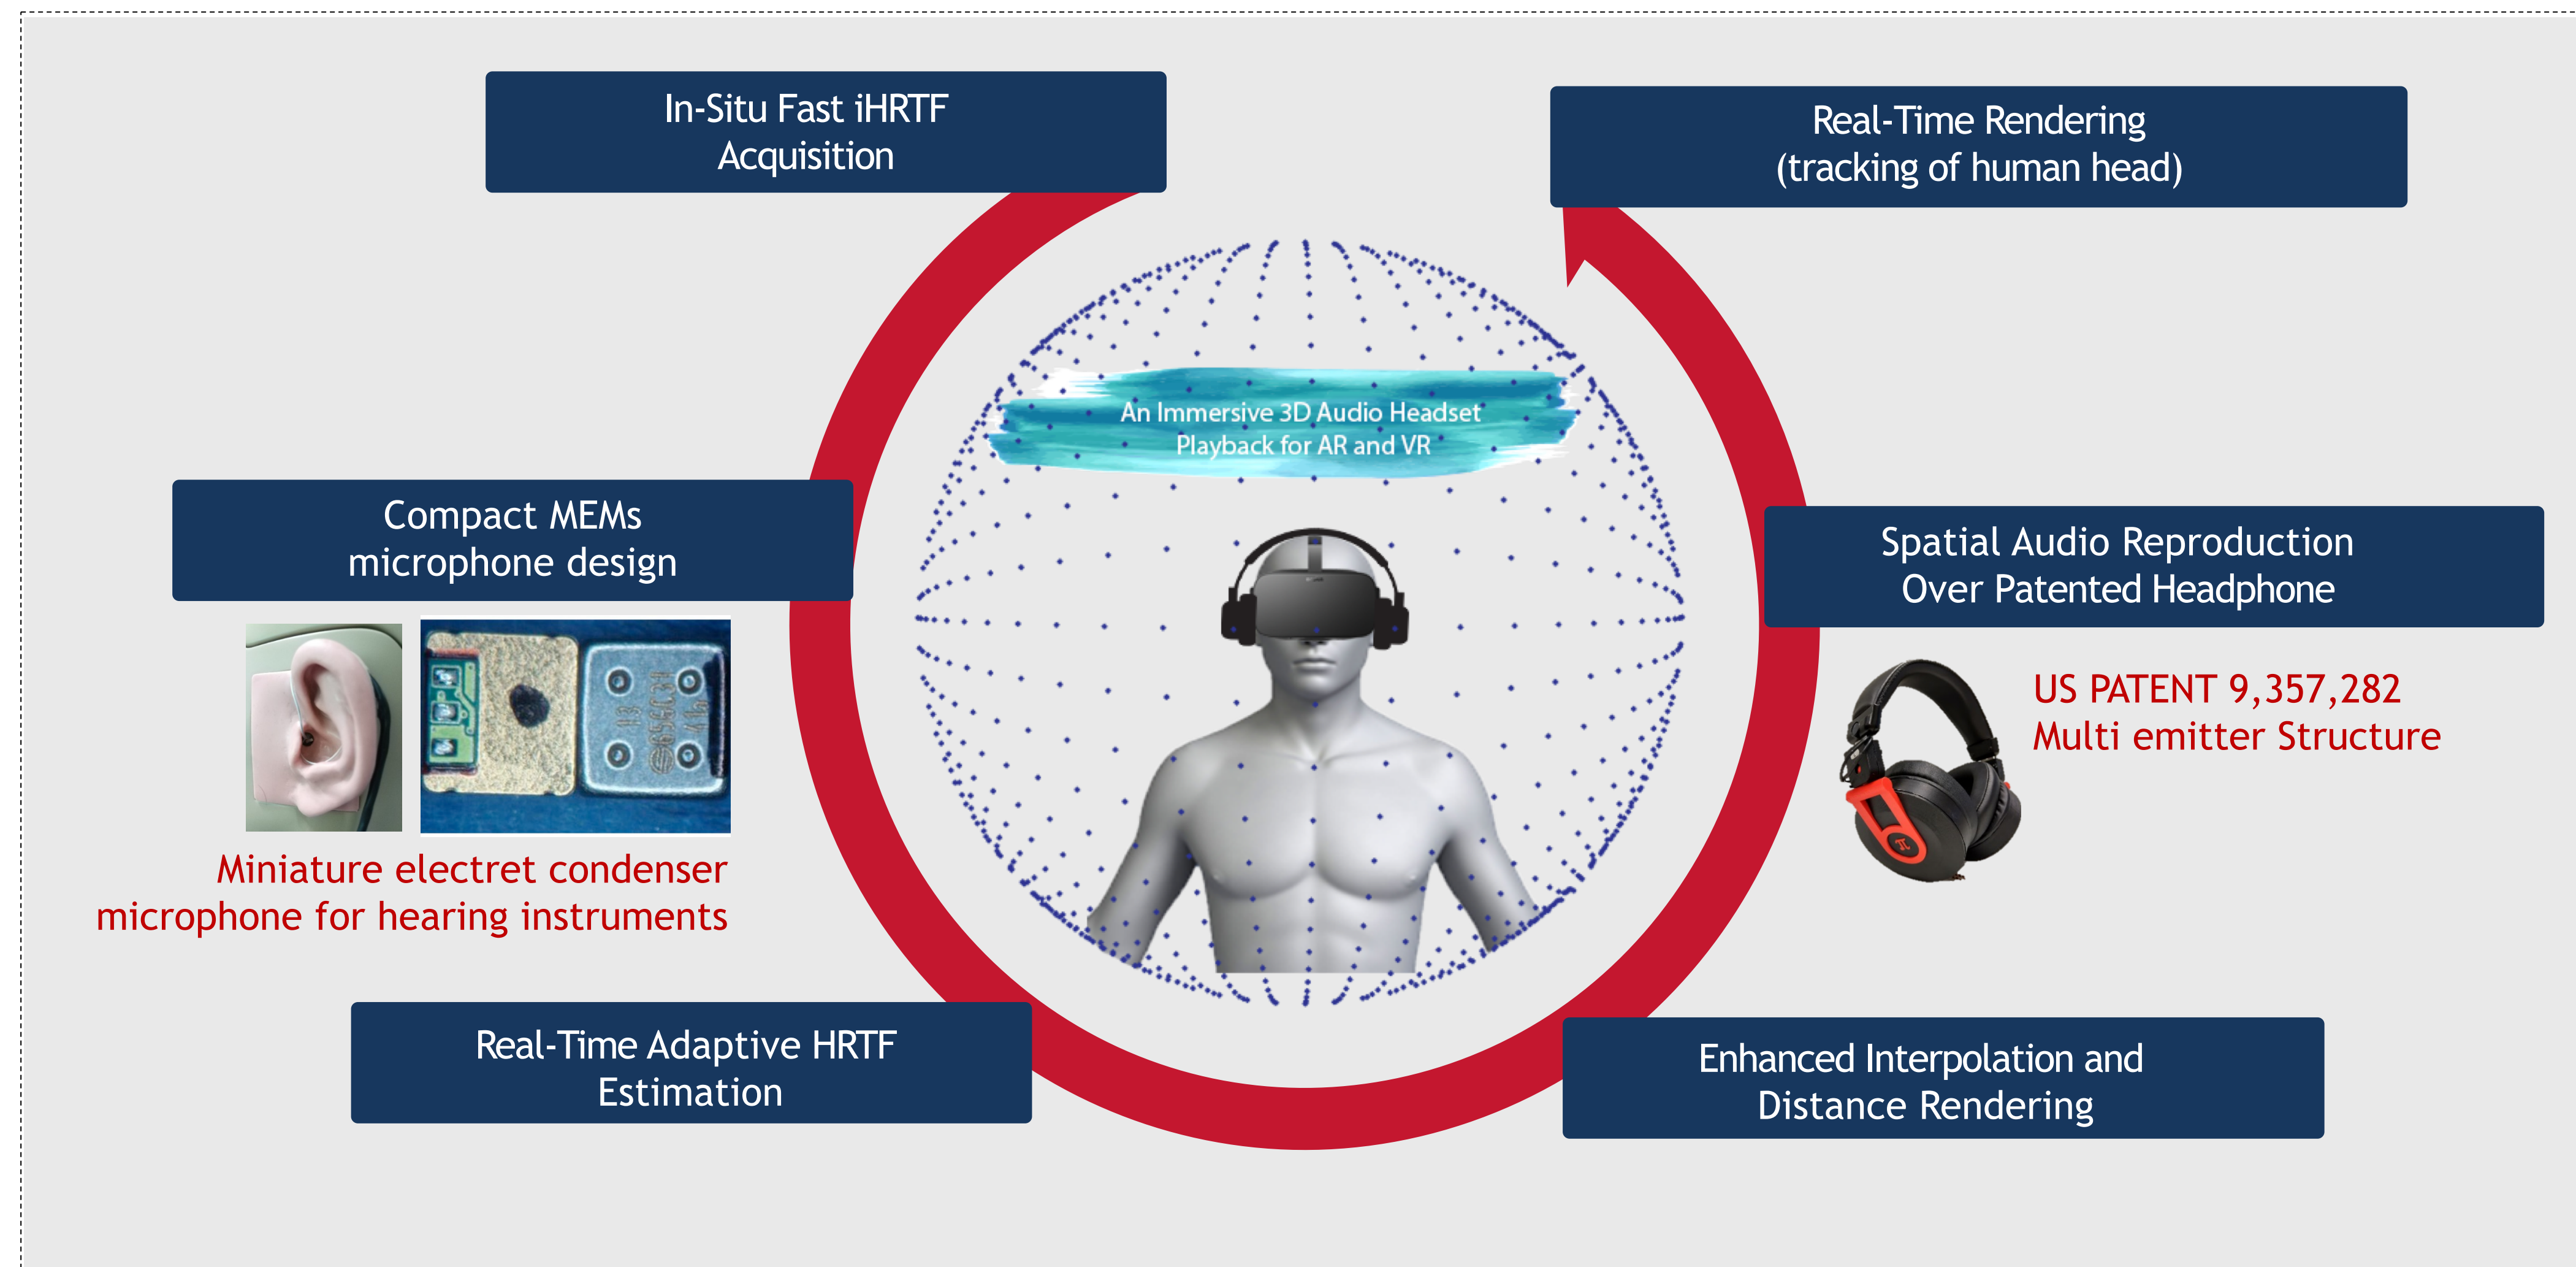 In-Situ Fast iHRTF
Acquisition
Real-Time Rendering
(tracking of human head)
An Immersive 3D Audio Headset
Playback for AR and VR
Compact MEMs
microphone design
Spatial Audio Reproduction
Over Patented Headphone
US PATENT 9,357,282
Multi emitter Structure
π
Miniature electret condenser
microphone for hearing instruments
Real-Time Adaptive HRTF
Estimation
Enhanced Interpolation and
Distance Rendering